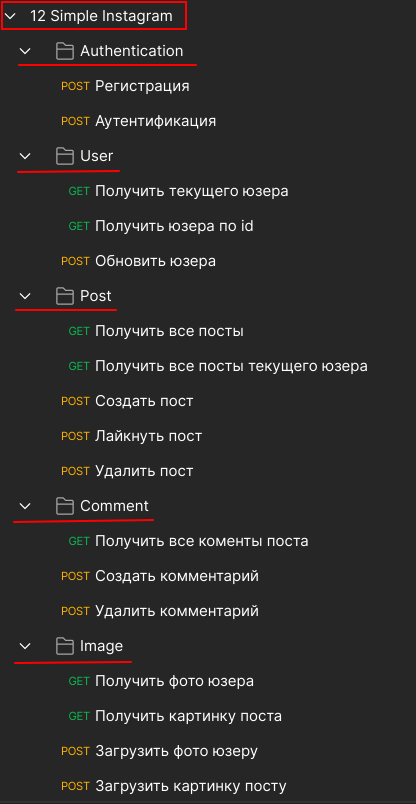 12 Simple Instagram
Authentication
POST Регистрация
POST Аутентификация
User
GET Получить текущего юзера
GET Получить юзера по id
POST Обновить юзера
Post
GET Получить все посты
GET Получить все посты текущего юзера
POST Создать пост
POST Лайкнуть пост
POST Удалить пост
Comment
GET Получить все коменты поста
POST Создать комментарий
POST Удалить комментарий
Image
GET Получить фото юзера
GET Получить картинку поста
POST Загрузить фото юзеру
POST Загрузить картинку посту